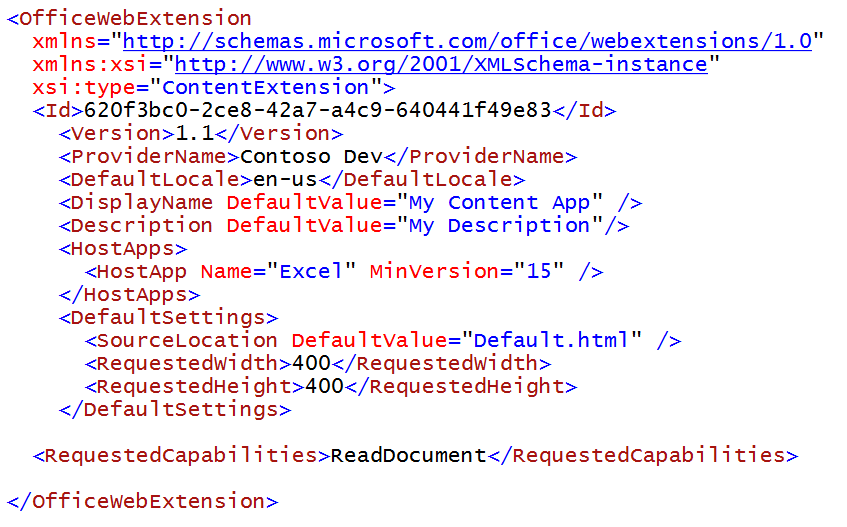 <OfficeWebExtension
  xmlns="http://schemas.microsoft.com/office/webextensions/1.0"
  xmlns:xsi="http://www.w3.org/2001/XMLSchema-instance"
  xsi:type="ContentExtension">
  <Id>620f3bc0-2ce8-42a7-a4c9-640441f49e83</Id>
    <Version>1.1</Version>
    <ProviderName>Contoso Dev</ProviderName>
    <DefaultLocale>en-us</DefaultLocale>
    <DisplayName DefaultValue="My Content App" />
    <Description DefaultValue="My Description"/>
    <HostApps>
      <HostApp Name="Excel" MinVersion="15" />
    </HostApps>
    <DefaultSettings>
      <SourceLocation DefaultValue="Default.html" />
      <RequestedWidth>400</RequestedWidth>
      <RequestedHeight>400</RequestedHeight>
    </DefaultSettings>
  <RequestedCapabilities>ReadDocument</RequestedCapabilities>
</OfficeWebExtension>